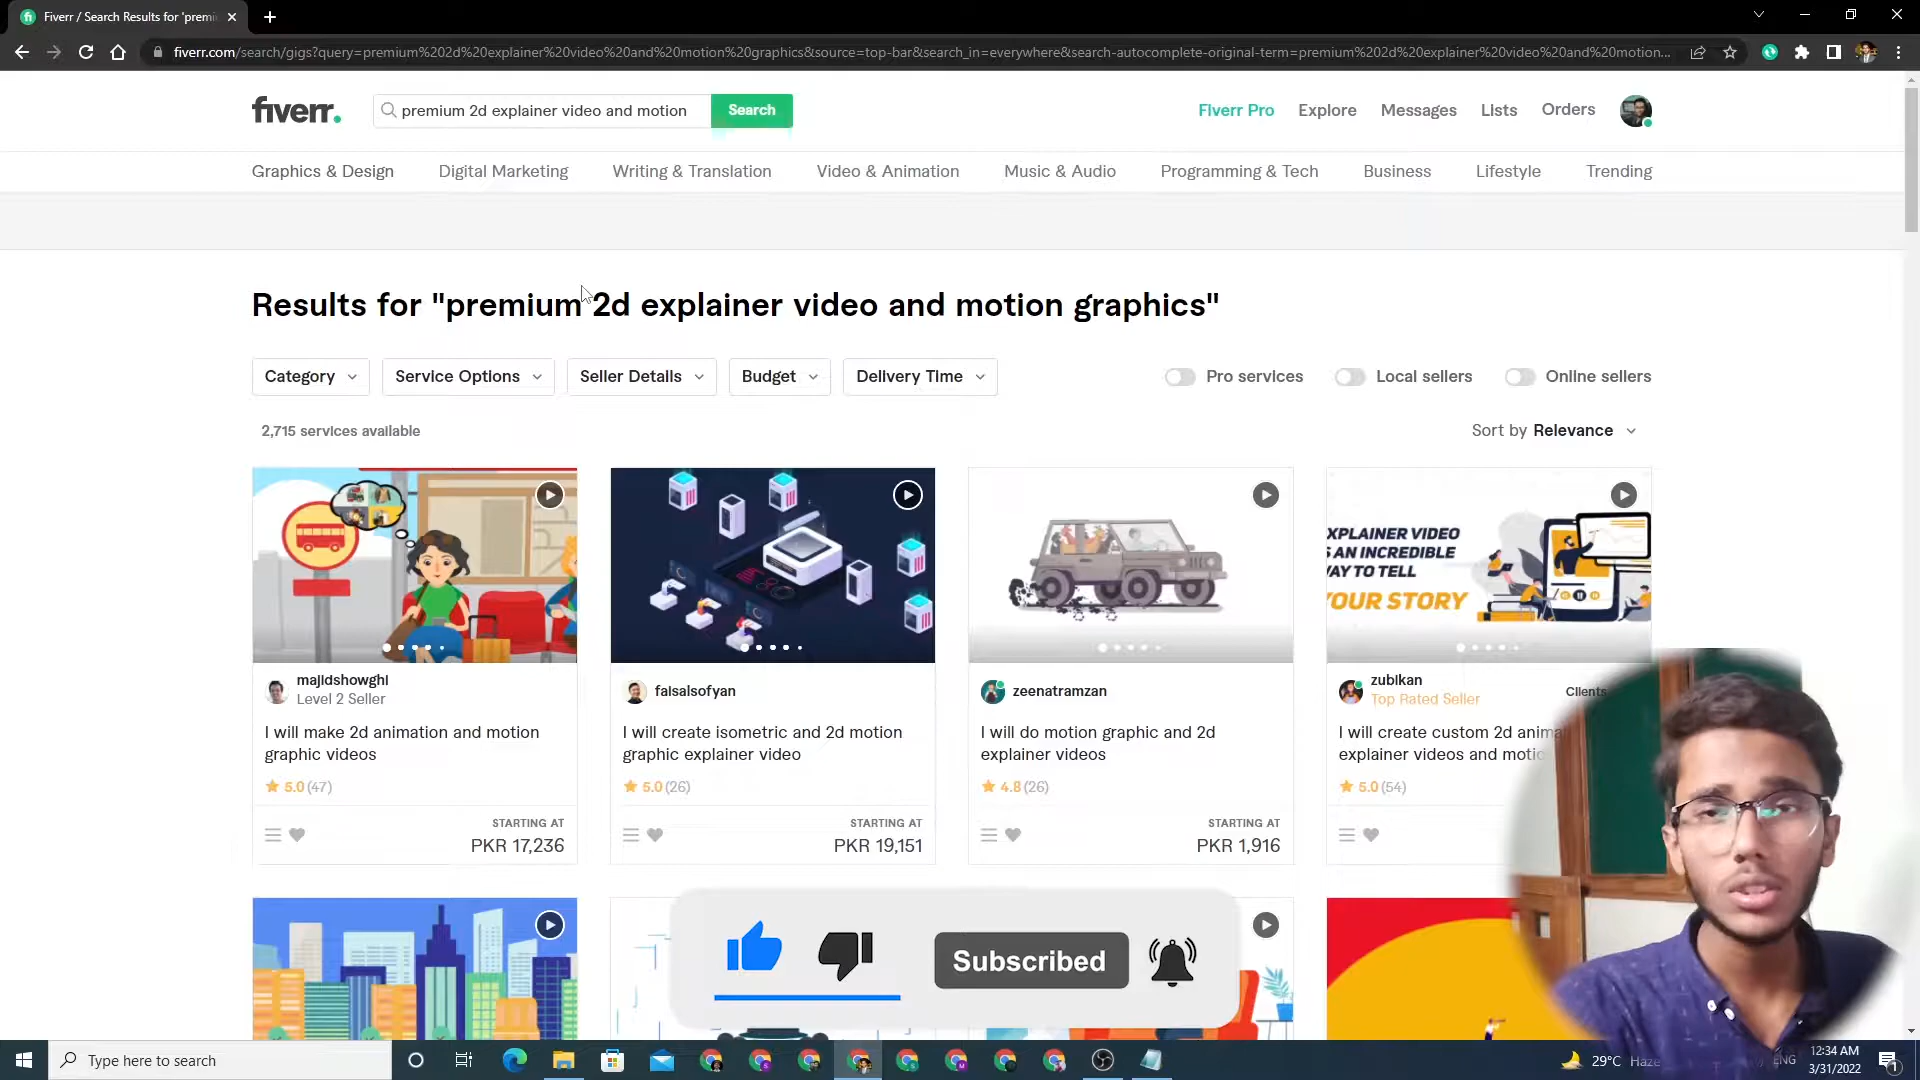 Fiverr / Search Results for 'premi
fiverr.com/search/gigs?query=premium%202d%20explainer%20video%20and%20motion%20graphics&source=top-bar&search_in=everywhere&search-autocomplete-original-term=premium%202d%20explainer%20video%20and%20motion...
fiverr.
premium 2d explainer video and motion
Search
Fiverr Pro
Explore
Messages
Lists
Orders
Graphics & Design
Digital Marketing
Writing & Translation
Video & Animation
Music & Audio
Programming & Tech
Business
Lifestyle
Trending
Results for "premium 2d explainer video and motion graphics"
Category
Service Options
Seller Details
Budget
Delivery Time
Pro services
Local sellers
Online sellers
2,715 services available
Sort by Relevance
XPLAINER VIDEO
S AN INCREDIBLE
AY TO TELL
YOUR STORY
majidshowghi
Level 2 Seller
I will make 2d animation and motion
graphic videos
5.0 (47)
STARTING AT
PKR 17,236
faisalsofyan
I will create isometric and 2d motion
graphic explainer video
5.0 (26)
STARTING AT
PKR 19,151
zeenatramzan
I will do motion graphic and 2d
explainer videos
4.8 (26)
STARTING AT
PKR 1,916
zubikan
Top Rated Seller
Clients
I will create custom 2d anima
explainer videos and motio
5.0 (54)
Subscribed
Type here to search
29°C Haze
ENG
12:34 AM
3/31/2022
1